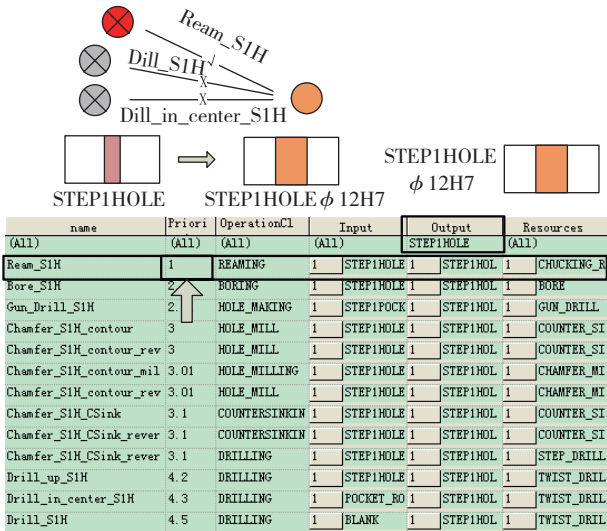 Ream_S1H
√
Dill_S1H
X
X
Dill_in_center_S1H
STEP1HOLE
STEP1HOLE ϕ 12H7
STEP1HOLE
ϕ 12H7
name Priori OperationCl Input Output Resources
(All) (All) (All) (All) STEP1HOLE (All)
Ream_S1H 1 REAMING 1 STEP1HOLE 1 STEP1HOL 1 CHUCKING_R
Bore_S1H 2. BORING 1 STEP1HOLE 1 STEP1HOL 1 BORE
Gun_Drill_S1H 2. HOLE_MAKING 1 STEP1POCK 1 STEP1HOL 1 GUN_DRILL
Chamfer_S1H_contour 3 HOLE_MILL 1 STEP1HOLE 1 STEP1HOL 1 COUNTER_SI
Chamfer_S1H_contour_rev 3 HOLE_MILL 1 STEP1HOLE 1 STEP1HOL 1 COUNTER_SI
Chamfer_S1H_contour_mil 3.01 HOLE_MILLING 1 STEP1HOLE 1 STEP1HOL 1 CHAMFER_MI
Chamfer_S1H_contour_rev 3.01 HOLE_MILL 1 STEP1HOLE 1 STEP1HOL 1 CHAMFER_MI
Chamfer_S1H_CSink 3.1 COUNTERSINKIN 1 STEP1HOLE 1 STEP1HOL 1 COUNTER_SI
Chamfer_S1H_CSink_rever 3.1 COUNTERSINKIN 1 STEP1HOLE 1 STEP1HOL 1 COUNTER_SI
Chamfer_S1H_CSink_rever 3.1 DRILLING 1 STEP1HOLE 1 STEP1HOL 1 STEP_DRILL
Drill_up_S1H 4.2 DRILLING 1 STEP1HOLE 1 STEP1HOL 1 TWIST_DRIL
Drill_in_center_S1H 4.3 DRILLING 1 POCKET_RO 1 STEP1HOL 1 TWIST_DRIL
Drill_S1H 4.5 DRILLING 1 BLANK 1 STEP1HOL 1 TWIST_DRIL